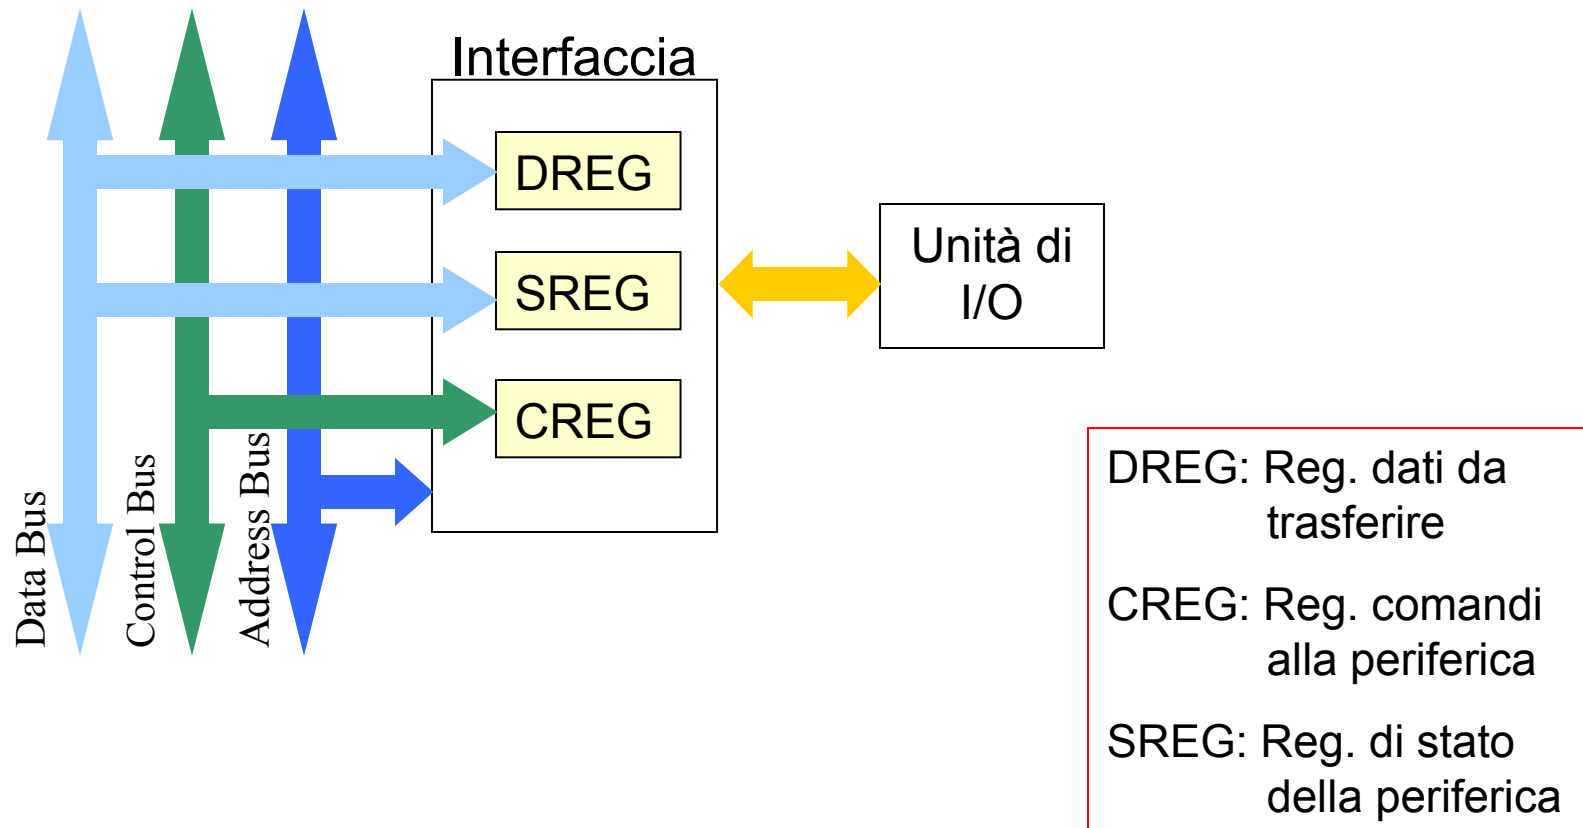 Interfaccia
DREG
SREG
CREG
Unità di
I/O
Data Bus
Control Bus
Address Bus
DREG: Reg. dati da
trasferire
CREG: Reg. comandi
alla periferica
SREG: Reg. di stato
della periferica